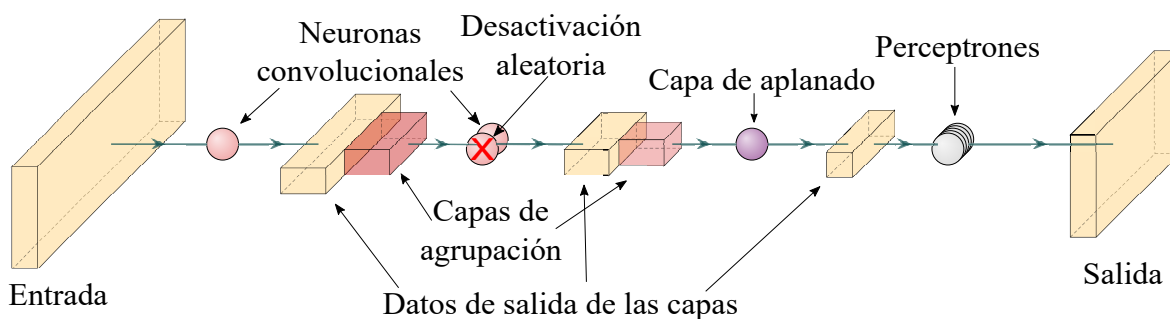 Neuronas
convolucionales
Desactivación
aleatoria
Capa de aplanado
Perceptrones
Capas de
agrupación
Entrada
Datos de salida de las capas
Salida